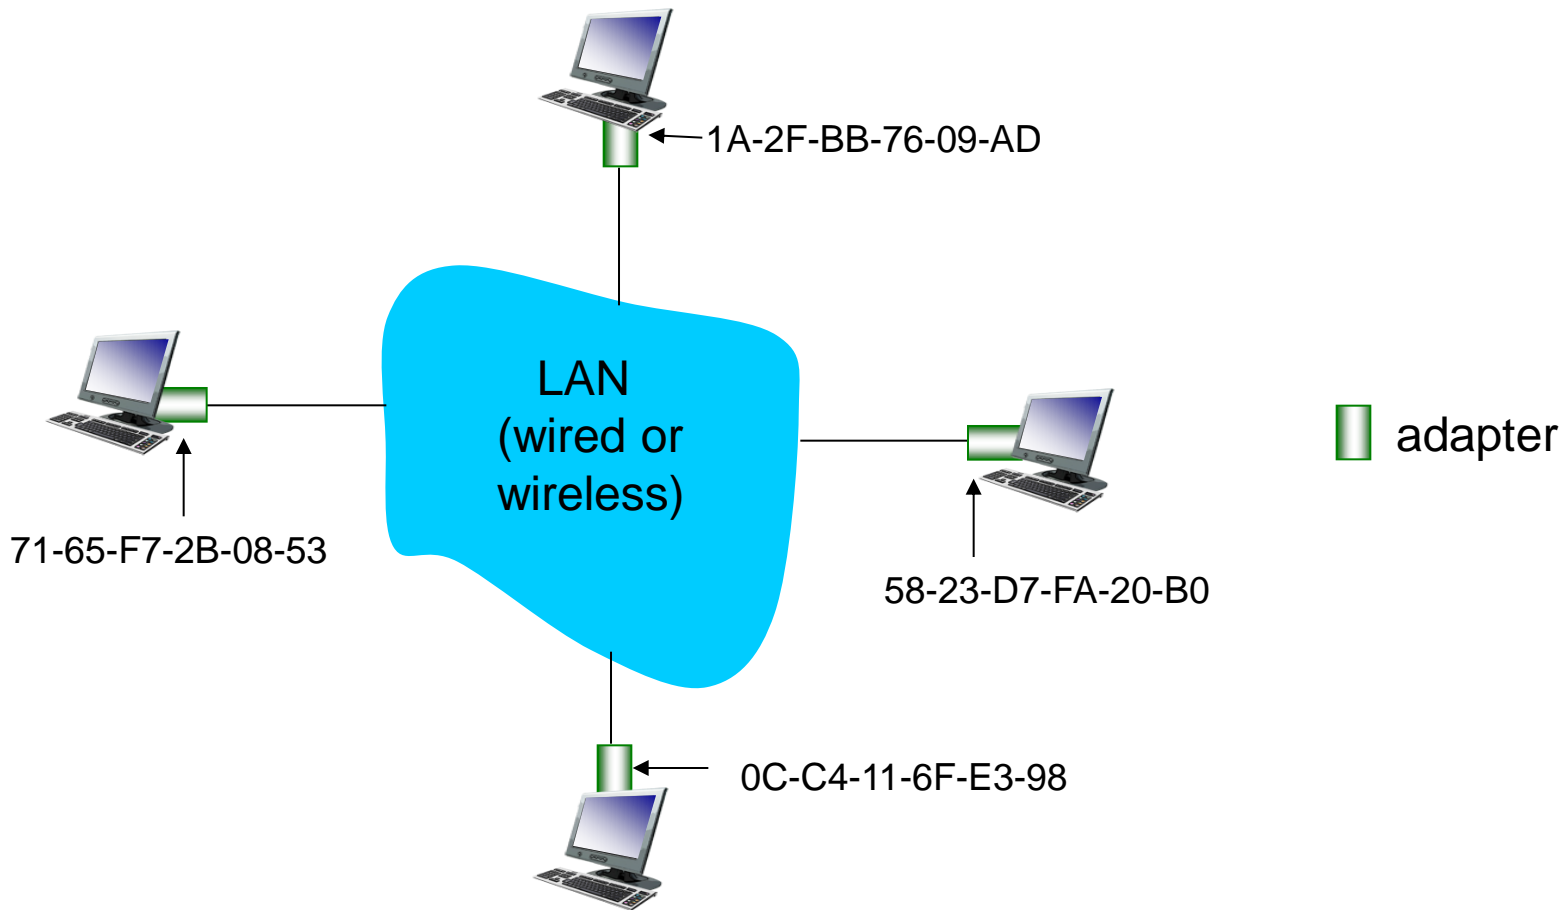 1A-2F-BB-76-09-AD
LAN
(wired or
wireless)
adapter
71-65-F7-2B-08-53
58-23-D7-FA-20-B0
0C-C4-11-6F-E3-98